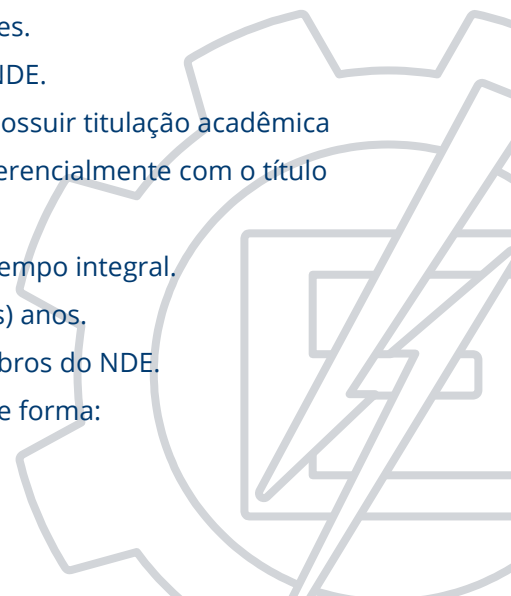 es.
NDE.
ossuir titulação acadêmica
erencialmente com o título
empo integral.
s) anos.
bros do NDE.
e forma: